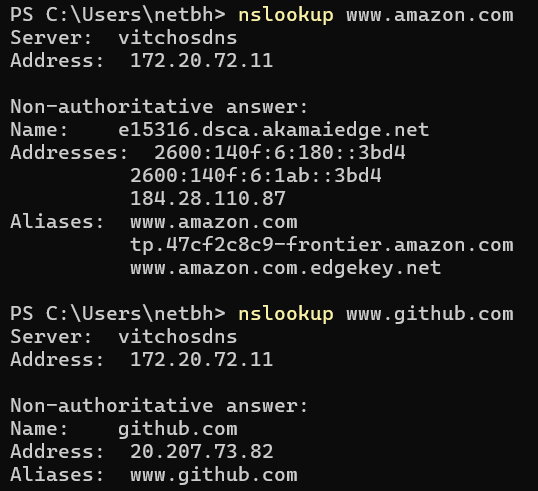 PS C:\Users\netbh> nslookup www.amazon.com
Server:  vitchosdns
Address:  172.20.72.11

Non-authoritative answer:
Name:    e15316.dsca.akamaiedge.net
Addresses:  2600:140f:6:180::3bd4
          2600:140f:6:1ab::3bd4
          184.28.110.87
Aliases:  www.amazon.com
          tp.47cf2c8c9-frontier.amazon.com
          www.amazon.com.edgekey.net

PS C:\Users\netbh> nslookup www.github.com
Server:  vitchosdns
Address:  172.20.72.11

Non-authoritative answer:
Name:    github.com
Address:  20.207.73.82
Aliases:  www.github.com